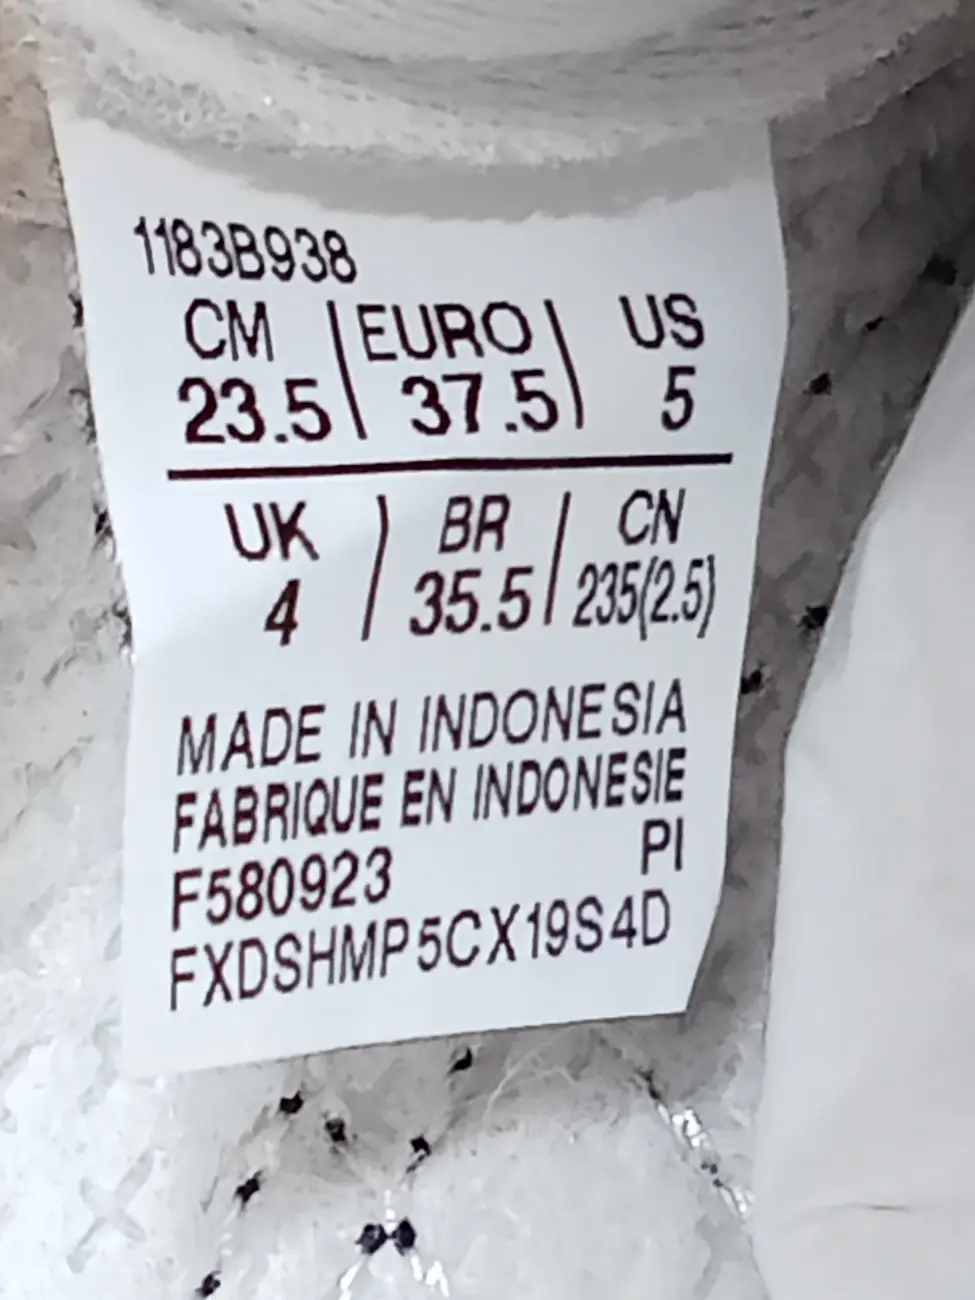 1183B938
CM | EURO | US
23.5 | 37.5 | 5
UK | BR | CN
4 | 35.5 | 235(2.5)
MADE IN INDONESIA
FABRIQUE EN INDONESIE
F580923 PI
FXDSHMP5CX19S4D